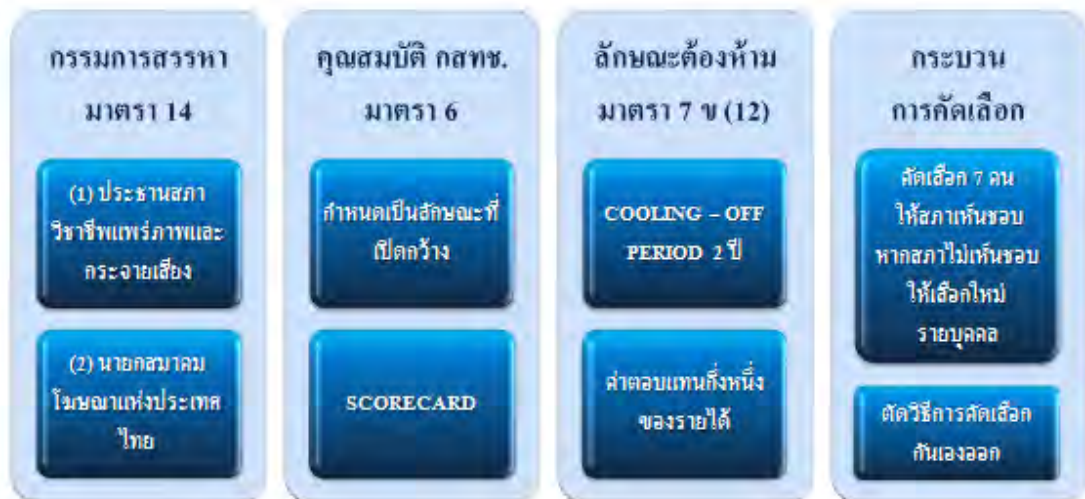 กรรมการสรรหา
มาตรา 14
(1) ประธานสภา
วิชาชีพแพร่ภาพและ
กระจายเสียง
(2) นายกสมาคม
โฆษณาแห่งประเทศ
ไทย
คุณสมบัติ กสทช.
มาตรา 6
กำหนดเป็นลักษณะที่
เปิดกว้าง
SCORECARD
ลักษณะต้องห้าม
มาตรา 7 ข (12)
COOLING – OFF
PERIOD 2 ปี
ค่าตอบแทนกึ่งหนึ่ง
ของรายได้
กระบวน
การคัดเลือก
คัดเลือก 7 คน
ให้สภาเห็นชอบ
หากสภาไม่เห็นชอบ
ให้เลือกใหม่
รายบุคคล
ตัดวิธีการคัดเลือก
กันเองออก